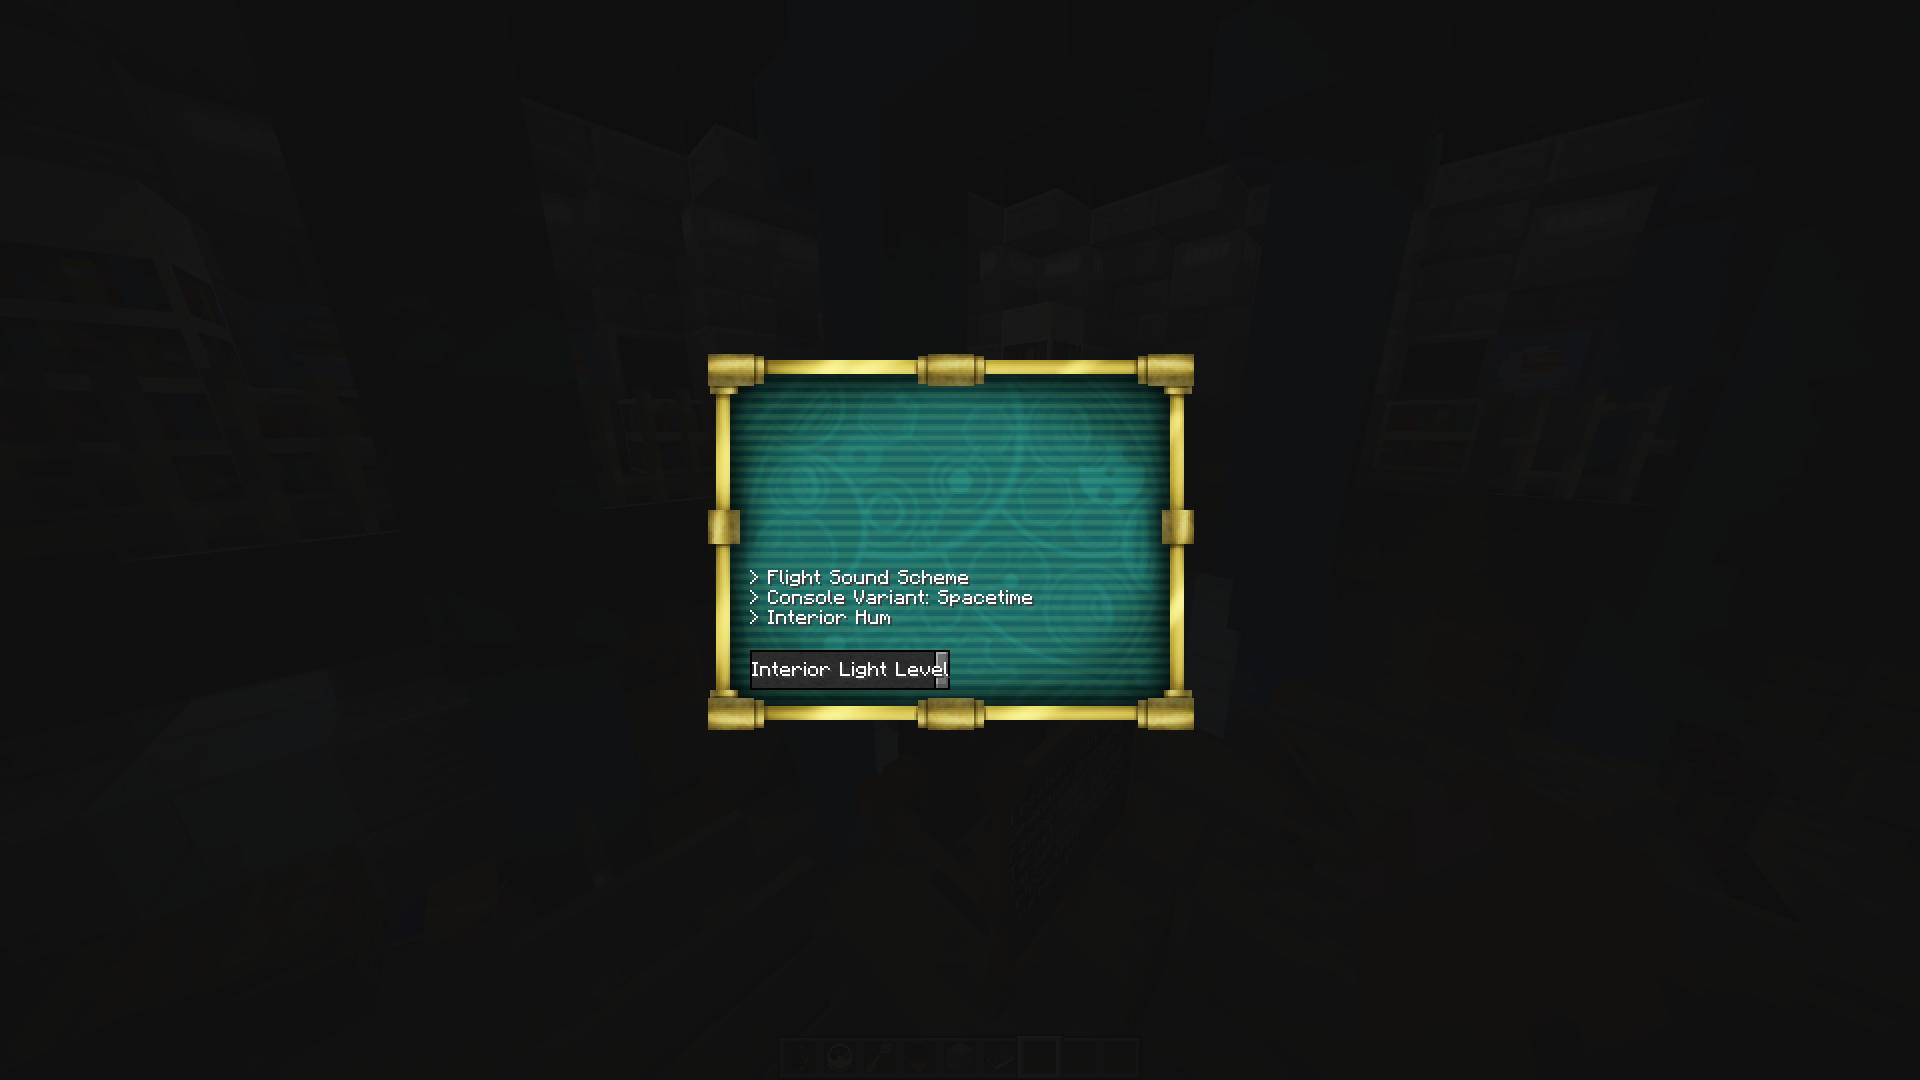 > Flight Sound Scheme
> Console Variant: Spacetime
> Interior Hum
Interior Light Level